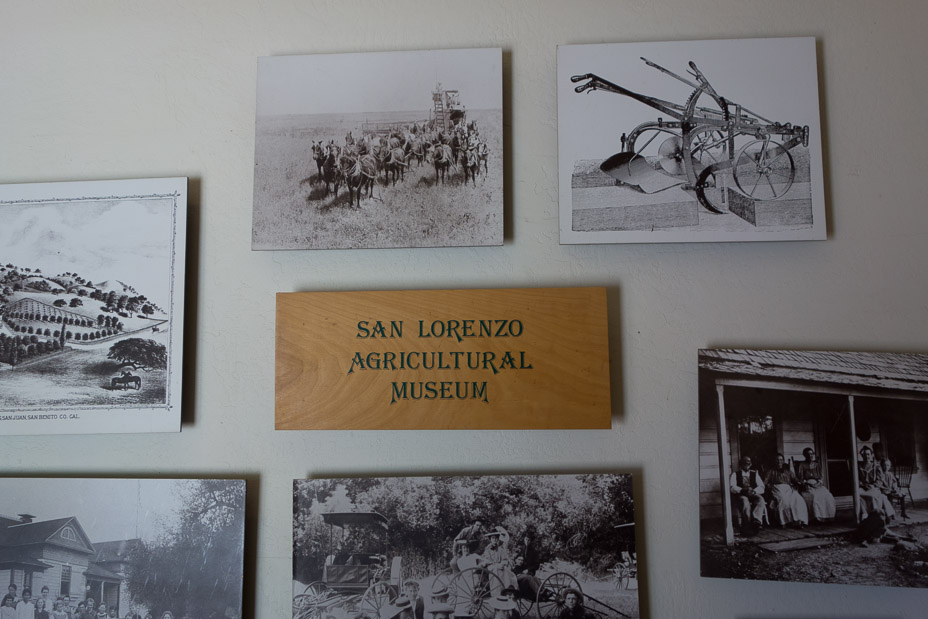 SAN LORENZO
AGRICULTURAL
MUSEUM
SAN JUAN, SAN BENITO CO. CAL.